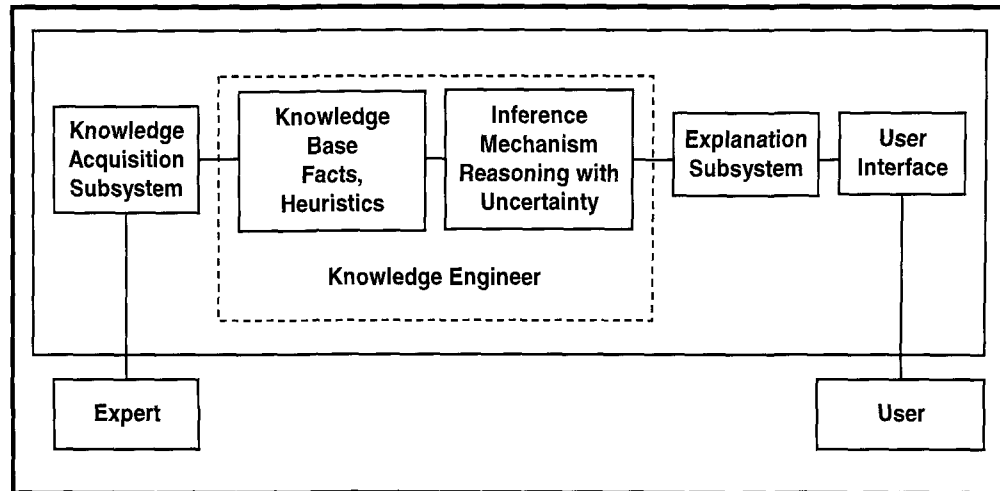 Knowledge
Acquisition
Subsystem
Knowledge
Base
Facts,
Heuristics
Inference
Mechanism
Reasoning with
Uncertainty
Explanation
Subsystem
User
Interface
Knowledge Engineer
Expert
User